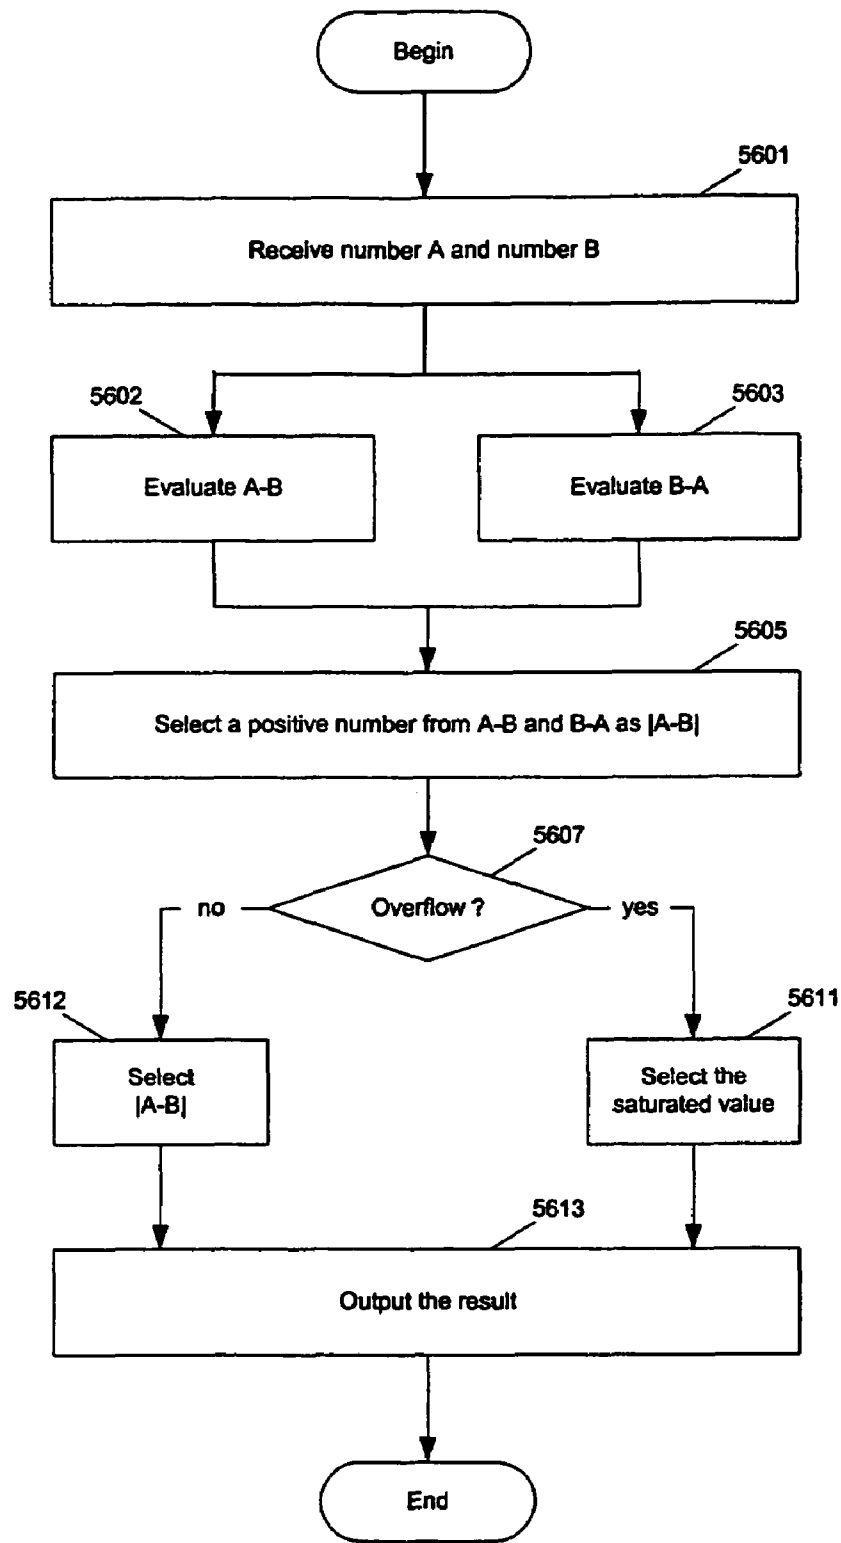 Begin
5601
Receive number A and number B
5602
5603
Evaluate A-B
Evaluate B-A
5605
Select a positive number from A-B and B-A as |A-B|
5607
no
Overflow ?
yes
5612
5611
Select
|A-B|
Select the
saturated value
5613
Output the result
End